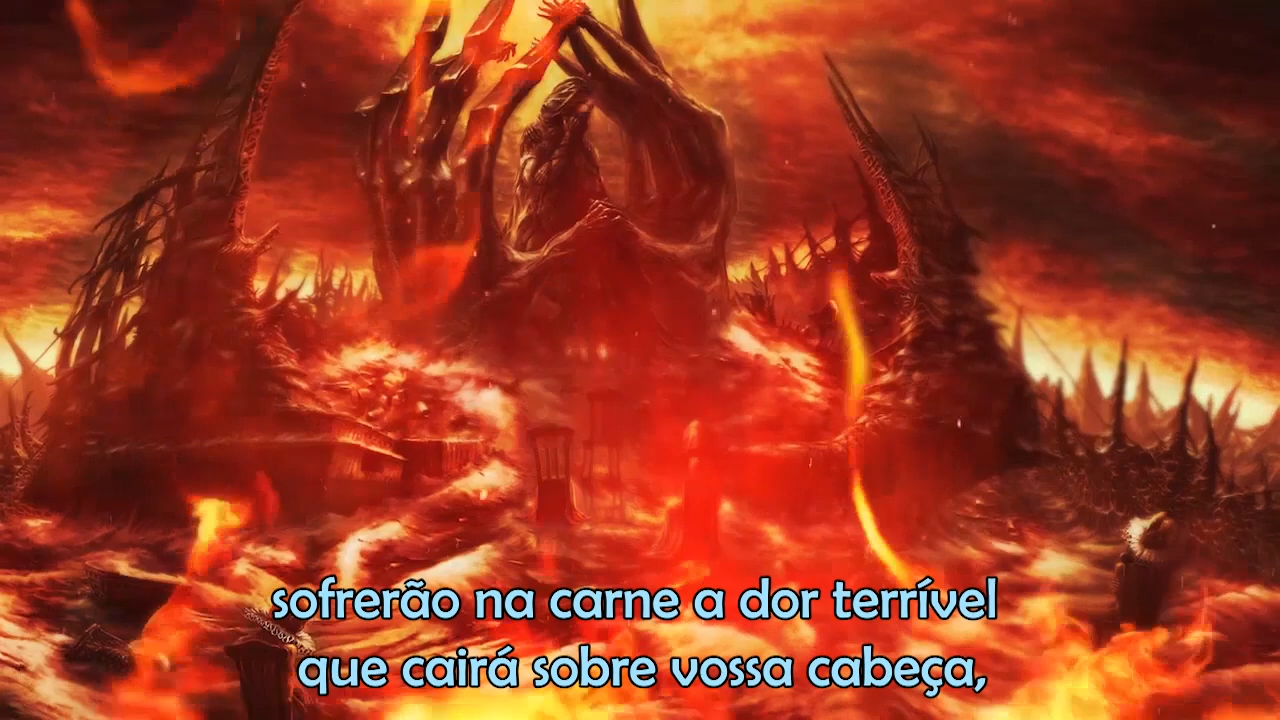 sofrerão na carne a dor terrível
que cairá sobre vossa cabeça,